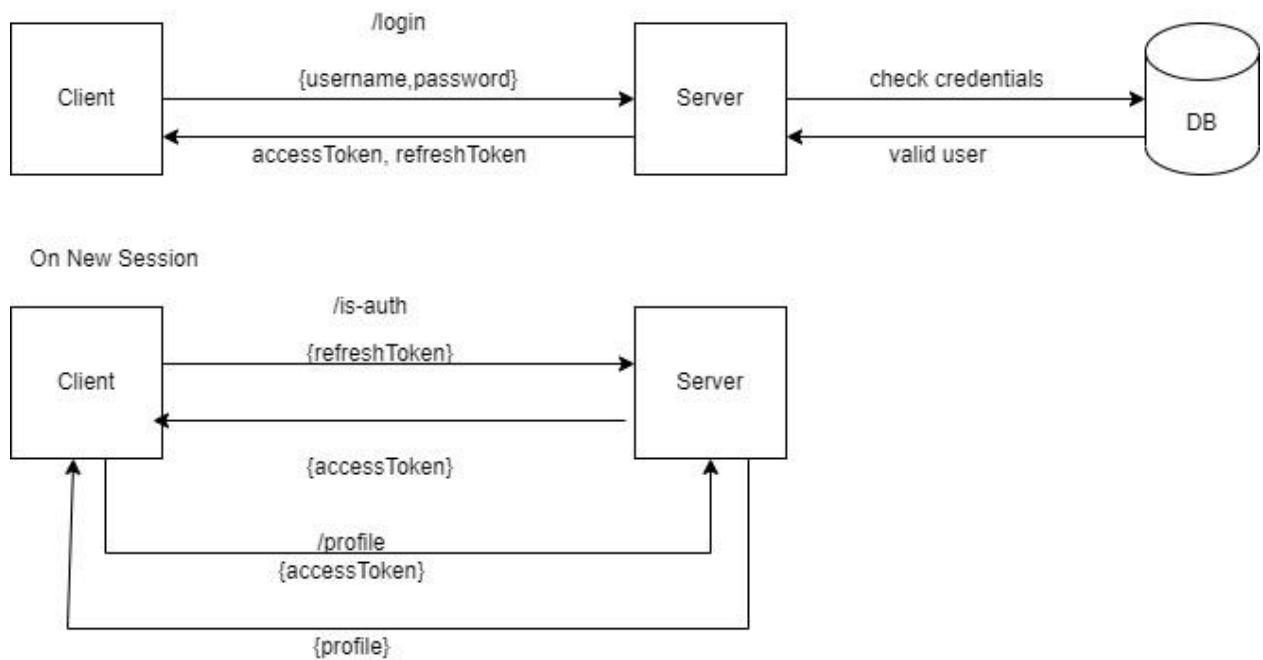 /login
Client
{username,password}
Server
check credentials
DB
accessToken, refreshToken
valid user
On New Session
/is-auth
{refreshToken}
Client
Server
{accessToken}
/profile
{accessToken}
{profile}